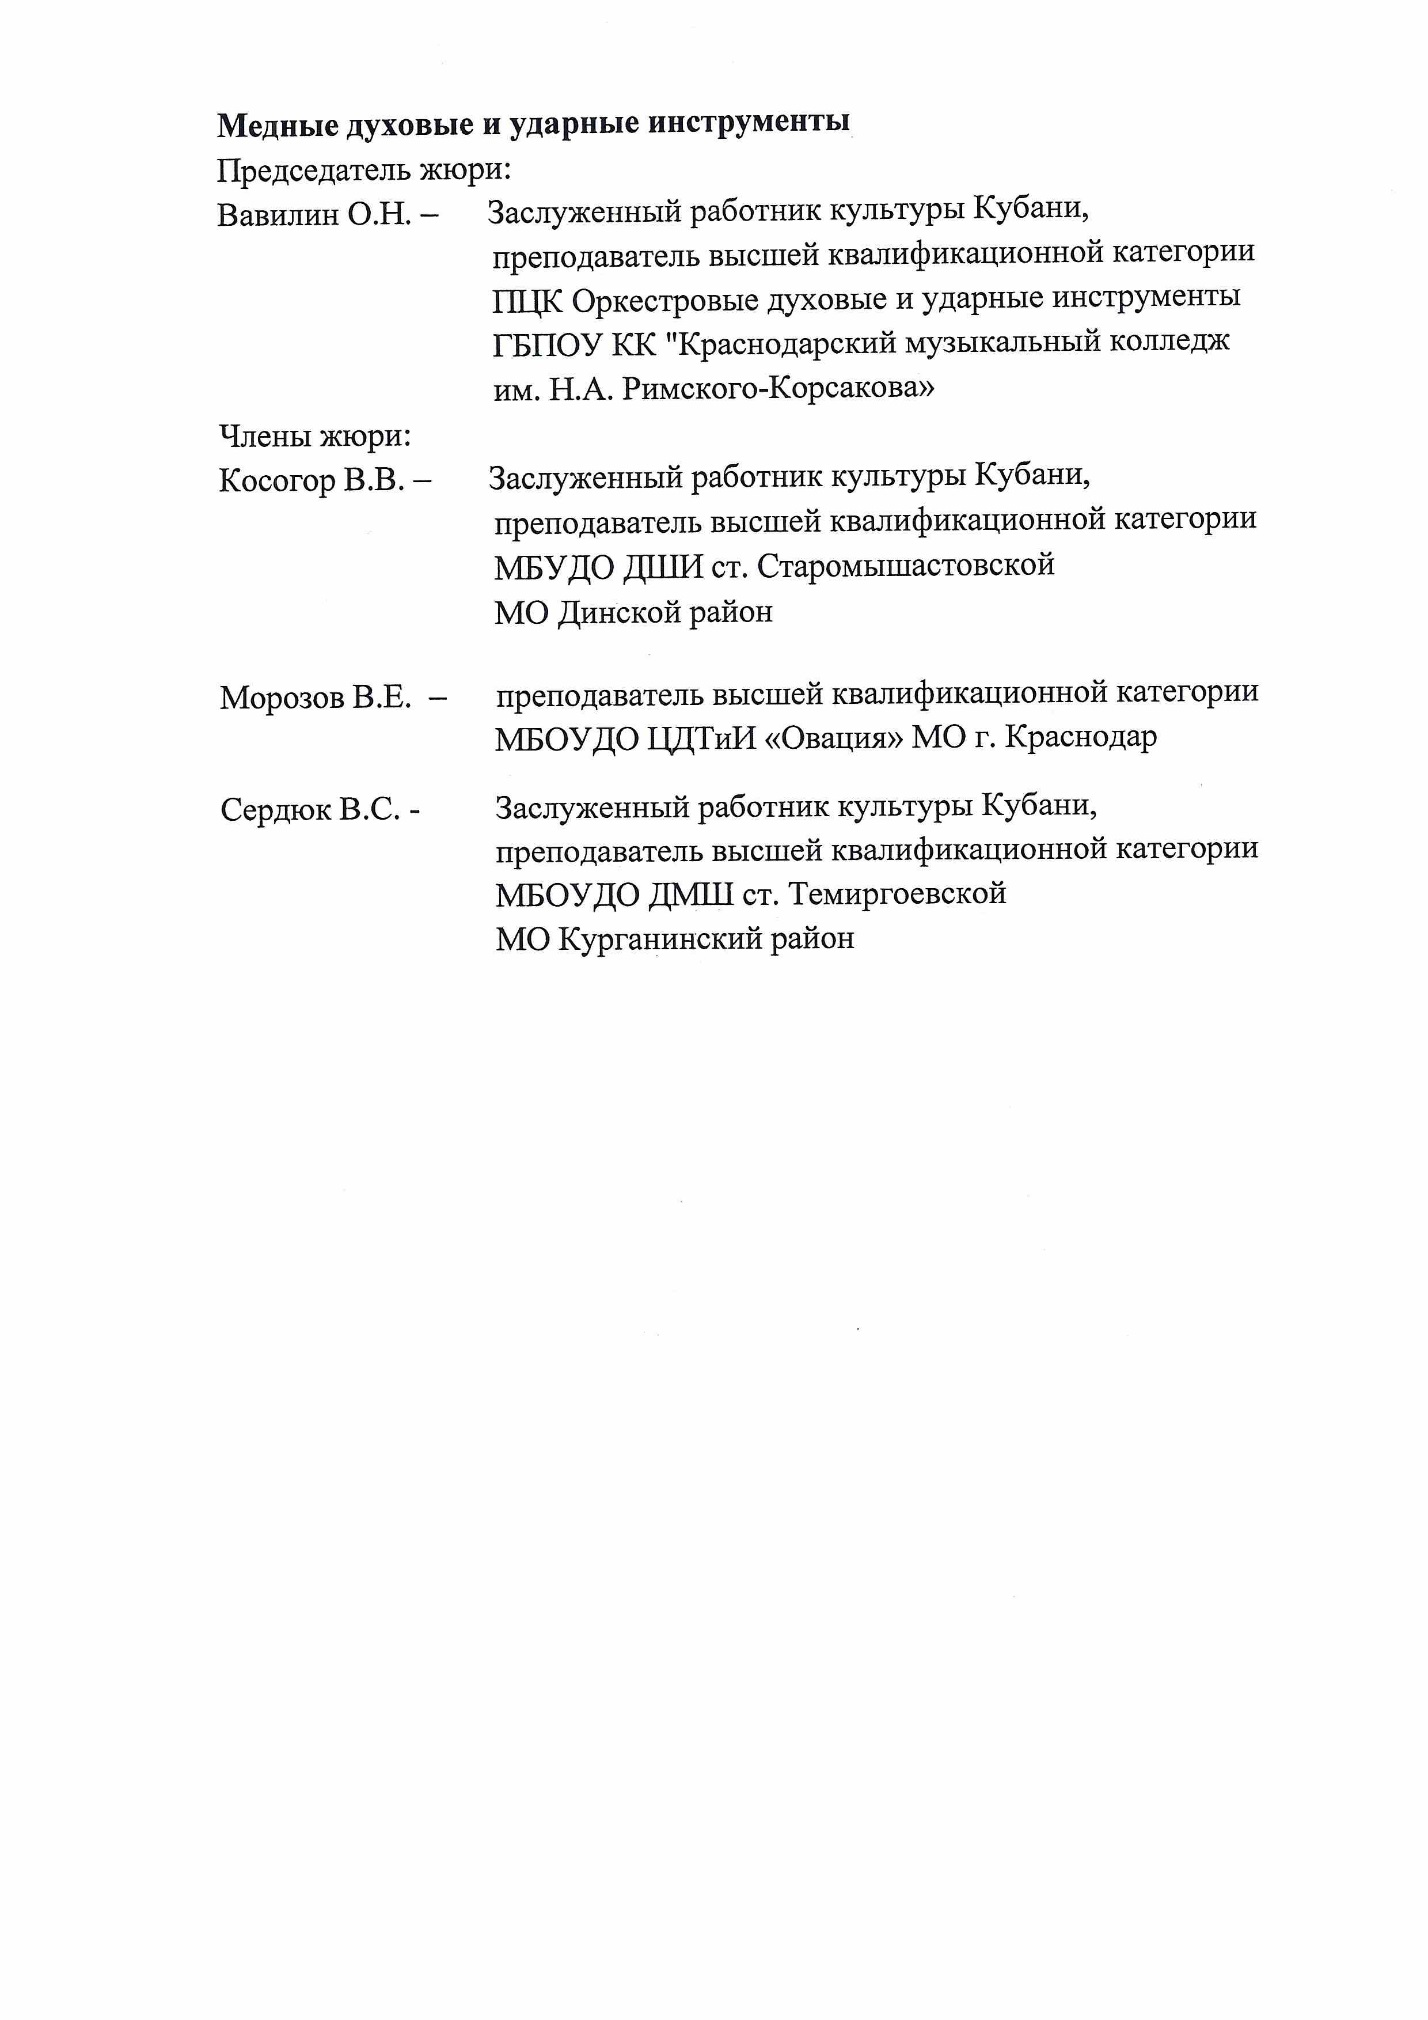 Медные духовые и ударные инструменты
Председатель жюри:
Вавилин О.Н. – Заслуженный работник культуры Кубани,
преподаватель высшей квалификационной категории
ПЦК Оркестровые духовые и ударные инструменты
ГБПОУ КК "Краснодарский музыкальный колледж
им. Н.А. Римского-Корсакова»
Члены жюри:
Косогор В.В. – Заслуженный работник культуры Кубани,
преподаватель высшей квалификационной категории
МБУДО ДШИ ст. Старомышастовской
МО Динской район
Морозов В.Е. – преподаватель высшей квалификационной категории
МБОУДО ЦДТиИ «Овация» МО г. Краснодар
Сердюк В.С. - Заслуженный работник культуры Кубани,
преподаватель высшей квалификационной категории
МБОУДО ДМШ ст. Темиргоевской
МО Курганинский район